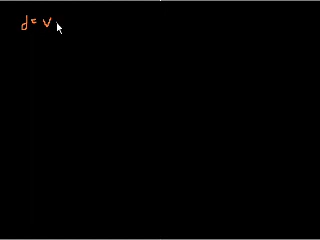 d = v